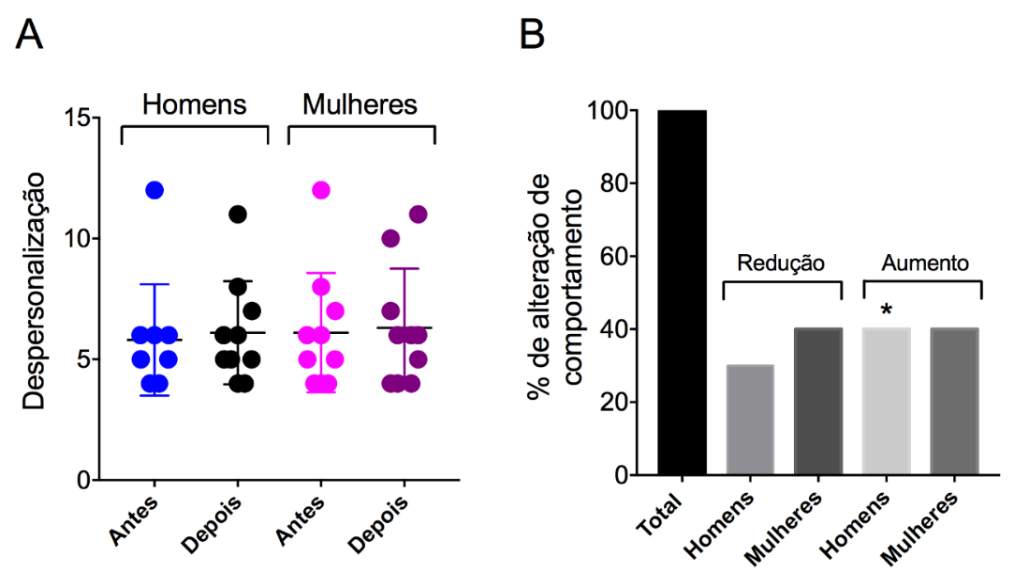 A
Homens
Mulheres
Despersonalização
15
10
5
0
Antes
Depois
Antes
Depois
B
% de alteração de
comportamento
100
80
60
40
20
0
Redução
Aumento
*
Total
Homens
Mulheres
Homens
Mulheres